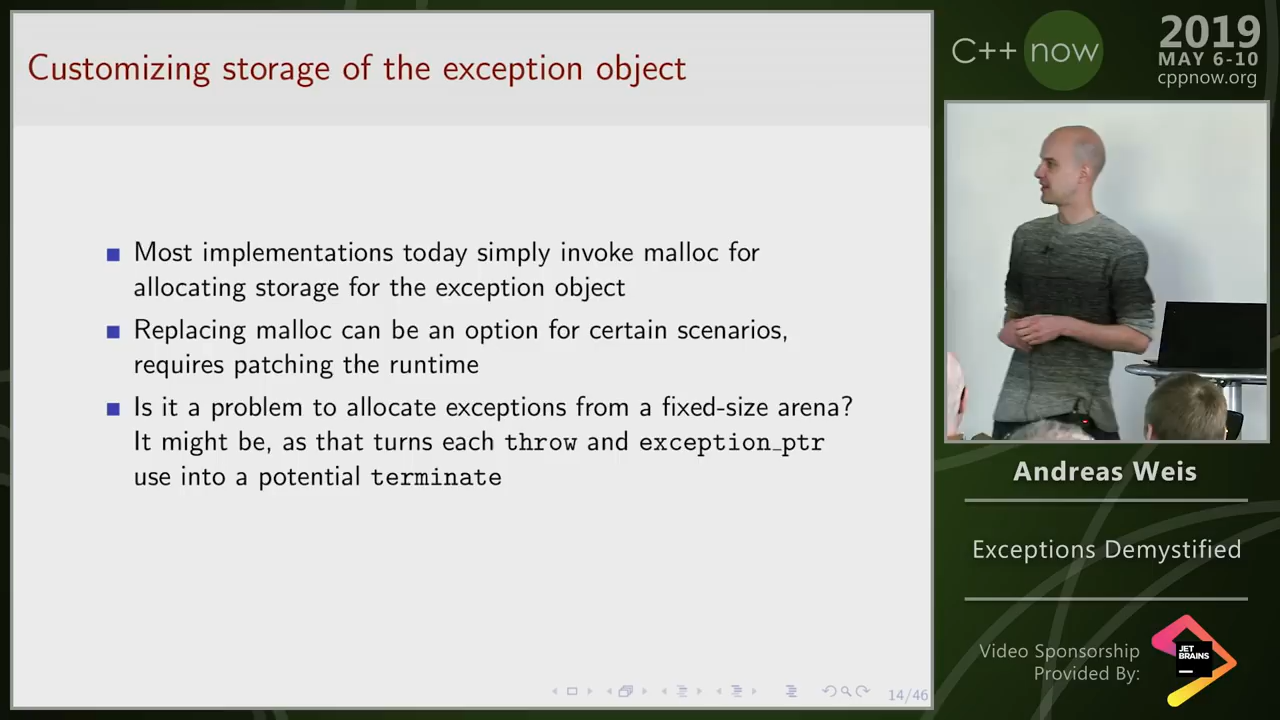 Customizing storage of the exception object
Most implementations today simply invoke malloc for
allocating storage for the exception object
Replacing malloc can be an option for certain scenarios,
requires patching the runtime
Is it a problem to allocate exceptions from a fixed-size arena?
It might be, as that turns each throw and exception_ptr
use into a potential terminate
14/46
C++ now
2019
MAY 6-10
cppnow.org
Andreas Weis
Exceptions Demystified
Video Sponsorship
Provided By:
JET
BRAINS